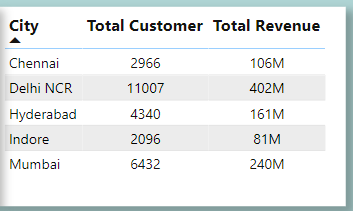 City Total Customer Total Revenue
Chennai 2966 106M
Delhi NCR 11007 402M
Hyderabad 4340 161M
Indore 2096 81M
Mumbai 6432 240M